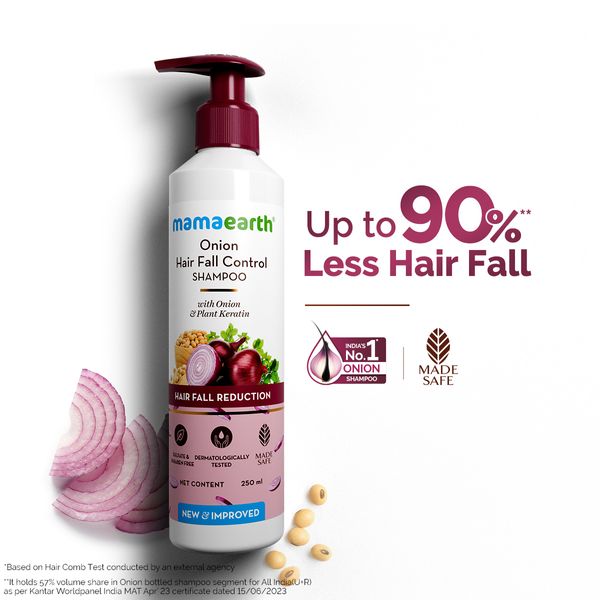 mamaearth®
Onion
Hair Fall Control
SHAMPOO
with Onion
& Plant Keratin
HAIR FALL REDUCTION
SULFATE &
PARABEN FREE
DERMATOLOGICALLY
TESTED
MADE
SAFE
NET CONTENT 250 ml
NEW & IMPROVED
Up to 90%**
Less Hair Fall
INDIA'S
No.1
ONION
SHAMPOO
MADE
SAFE
*Based on Hair Comb Test conducted by an external agency
**It holds 57% volume share in Onion bottled shampoo segment for All India(U+R)
as per Kantar Worldpanel India MAT Apr' 23 certificate dated 15/06/2023